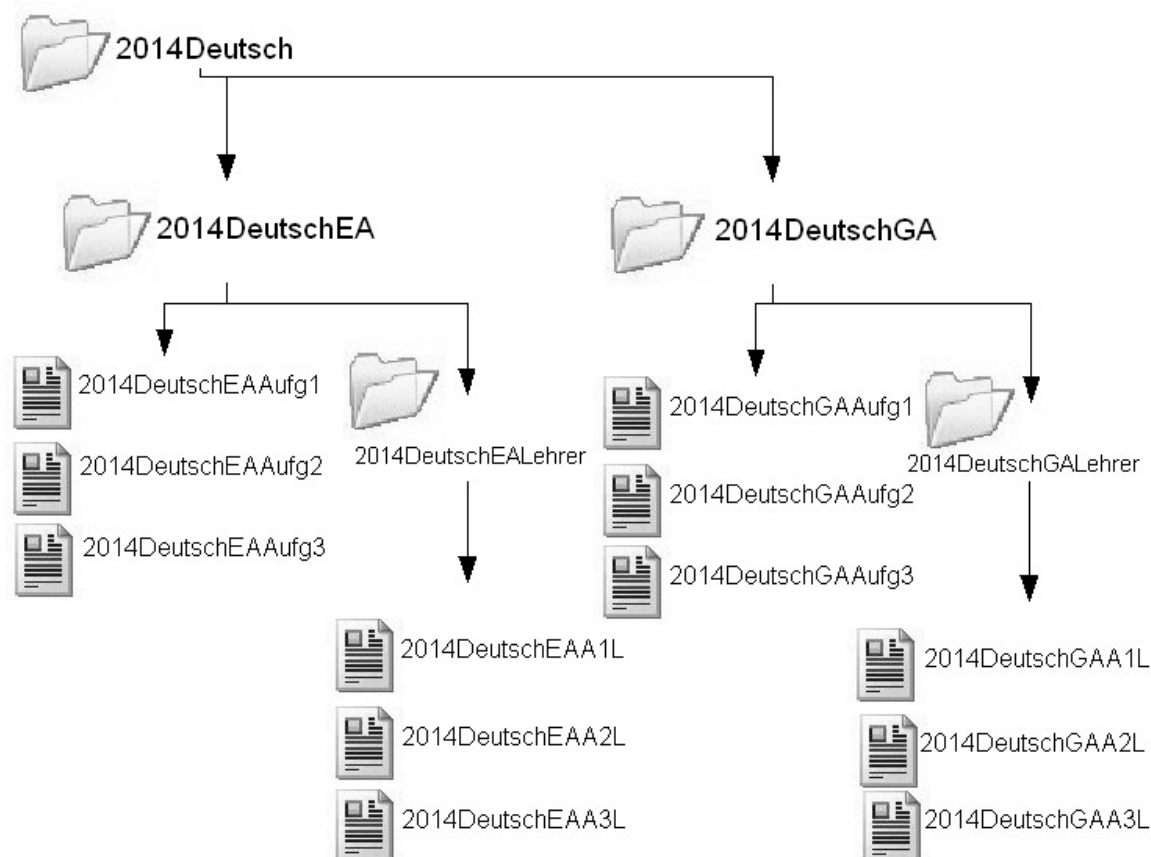 2014Deutsch
2014DeutschEA
2014DeutschGA
2014DeutschEAAufg1
2014DeutschEAAufg2
2014DeutschEAAufg3
2014DeutschEALehrer
2014DeutschGAAufg1
2014DeutschGAAufg2
2014DeutschGAAufg3
2014DeutschGALehrer
2014DeutschEAA1L
2014DeutschEAA2L
2014DeutschEAA3L
2014DeutschGAA1L
2014DeutschGAA2L
2014DeutschGAA3L